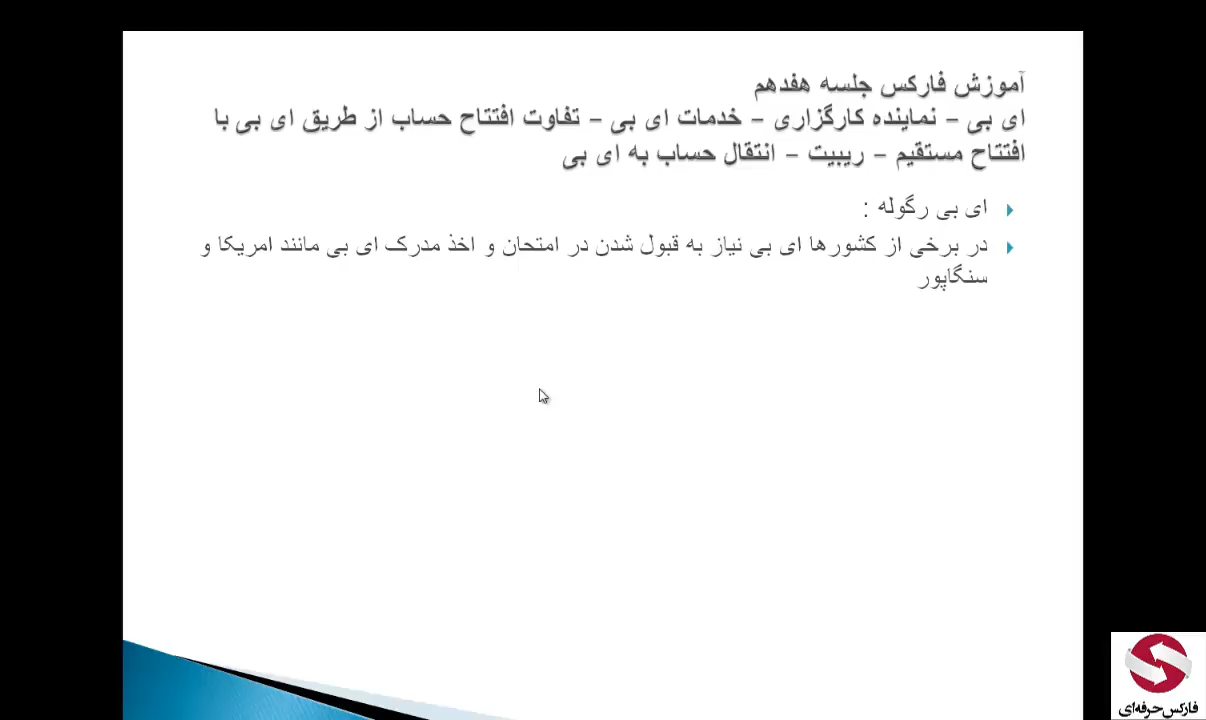 آموزش فارکس جلسه هفدهم
ای بی – نماینده کارگزاری – خدمات ای بی – تفاوت افتتاح حساب از طریق ای بی با
افتتاح مستقیم – ریبیت – انتقال حساب به ای بی
ای بی رگوله :
در برخی از کشورها ای بی نیاز به قبول شدن در امتحان و اخذ مدرک ای بی مانند امریکا و
سنگاپور
فارکس حرفه‌ای